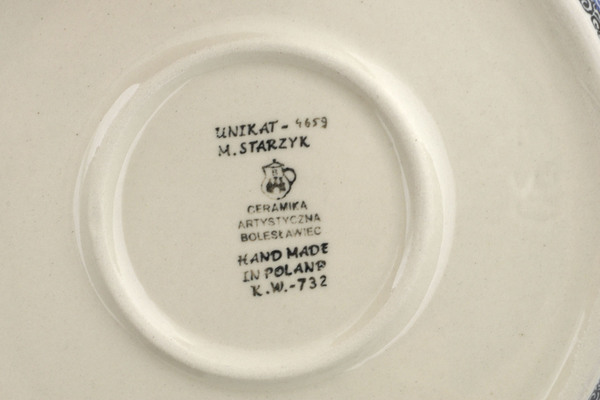 UNIKAT - 4659
M. STARZYK
CERAMIKA
ARTYSTYCZNA
BOLESŁAWIEC
HAND MADE
IN POLAND
K.W.-732